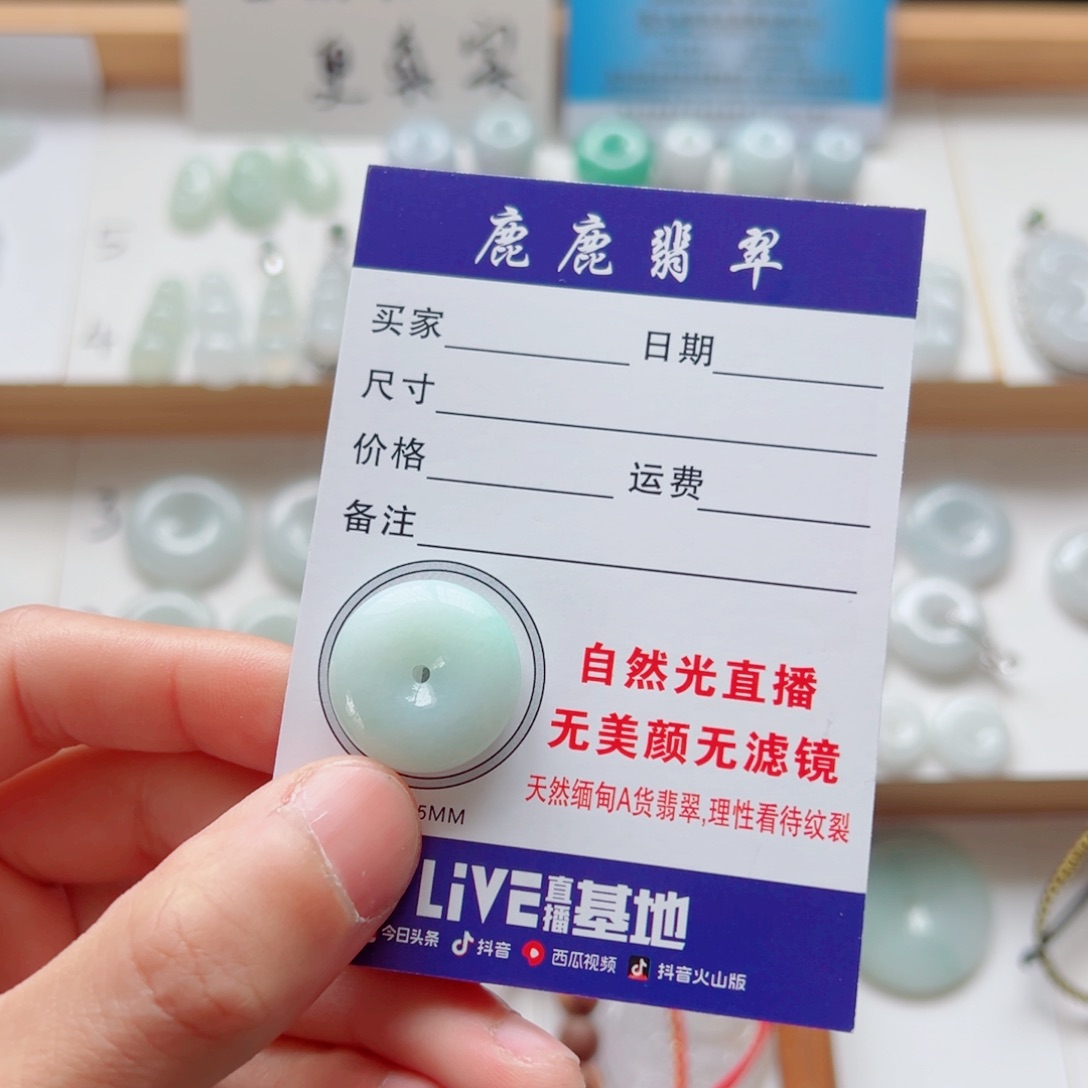 鹿鹿翡翠
买家 日期
尺寸
价格 运费
备注
自然光直播
无美颜无滤镜
天然缅甸A货翡翠,理性看待纹裂
5MM
LiVE直播基地
今日头条 抖音 西瓜视频 抖音火山版
5
4
3